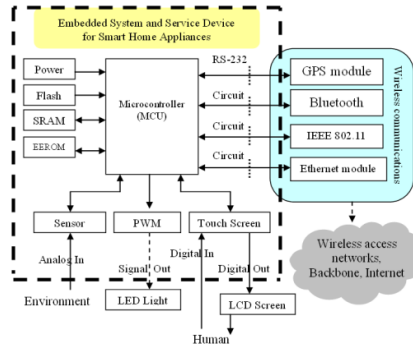 Embedded System and Service Device
for Smart Home Appliances
Power
Flash
SRAM
EEROM
Microcontroller
(MCU)
RS-232
Circuit
Circuit
Circuit
GPS module
Bluetooth
IEEE 802.11
Ethernet module
Wireless communications
Sensor
PWM
Touch Screen
Analog In
Signal Out
Digital In
Digital Out
Wireless access
networks,
Backbone, Internet
Environment
LED Light
LCD Screen
Human